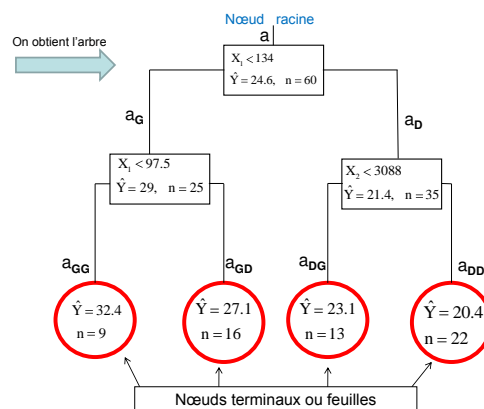 Nœud racine
On obtient l'arbre
a
X₁ < 134
Ŷ = 24.6, n = 60
a_G
a_D
X₁ < 97.5
Ŷ = 29, n = 25
X₂ < 3088
Ŷ = 21.4, n = 35
a_GG
a_GD
a_DG
a_DD
Ŷ = 32.4
n = 9
Ŷ = 27.1
n = 16
Ŷ = 23.1
n = 13
Ŷ = 20.4
n = 22
Nœuds terminaux ou feuilles